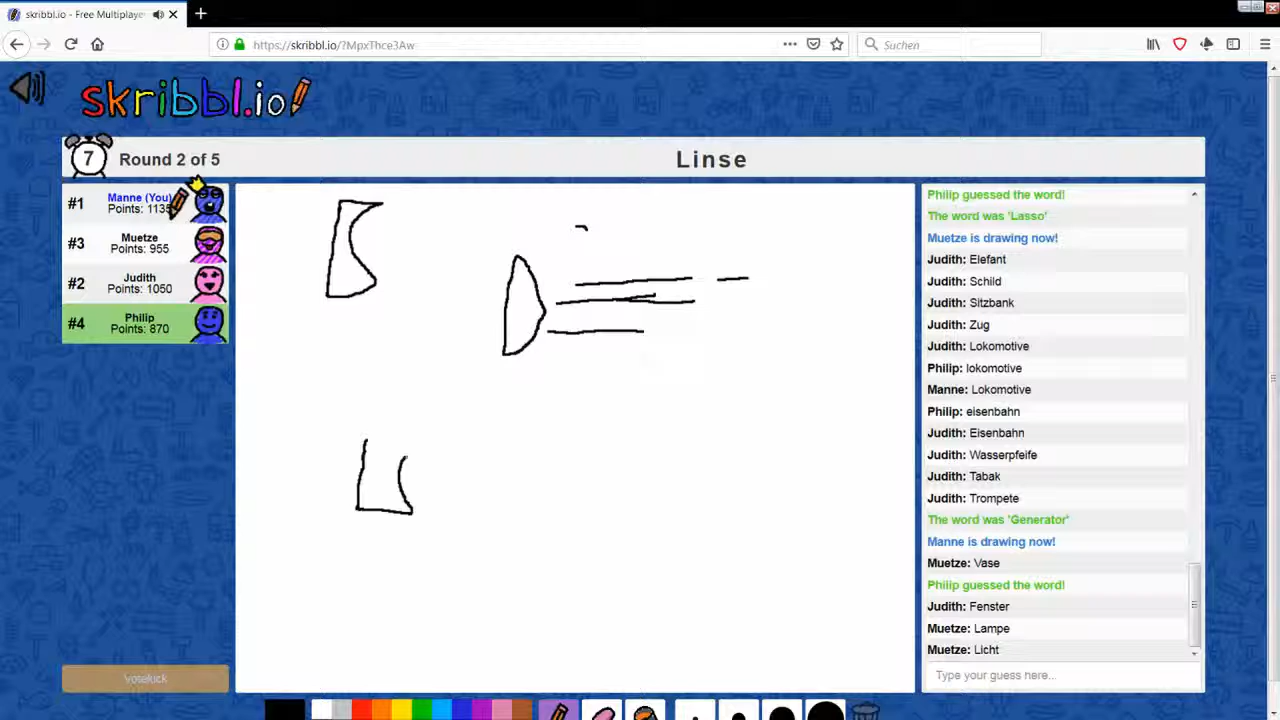 skribbl.io - Free Multiplaye
https://skribbl.io/?MpxThce3Aw
Suchen
skribbl.io
7
Round 2 of 5
Linse
#1
Manne (You)
Points: 1135
#3
Muetze
Points: 955
#2
Judith
Points: 1050
#4
Philip
Points: 870
Votekick
Philip guessed the word!
The word was 'Lasso'
Muetze is drawing now!
Judith: Elefant
Judith: Schild
Judith: Sitzbank
Judith: Zug
Judith: Lokomotive
Philip: lokomotive
Manne: Lokomotive
Philip: eisenbahn
Judith: Eisenbahn
Judith: Wasserpfeife
Judith: Tabak
Judith: Trompete
The word was 'Generator'
Manne is drawing now!
Muetze: Vase
Philip guessed the word!
Judith: Fenster
Muetze: Lampe
Muetze: Licht
Type your guess here...